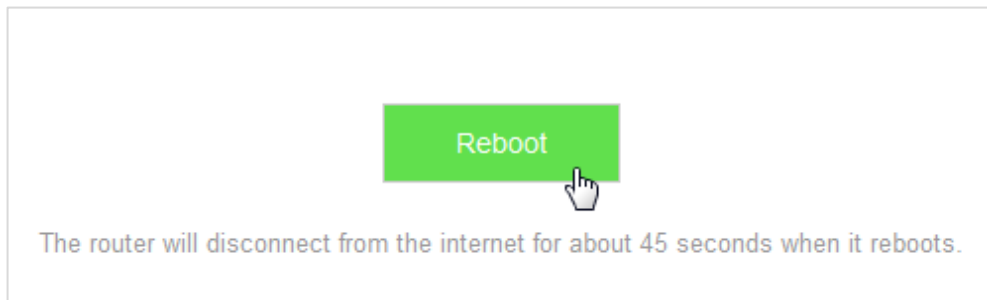 Reboot
The router will disconnect from the internet for about 45 seconds when it reboots.